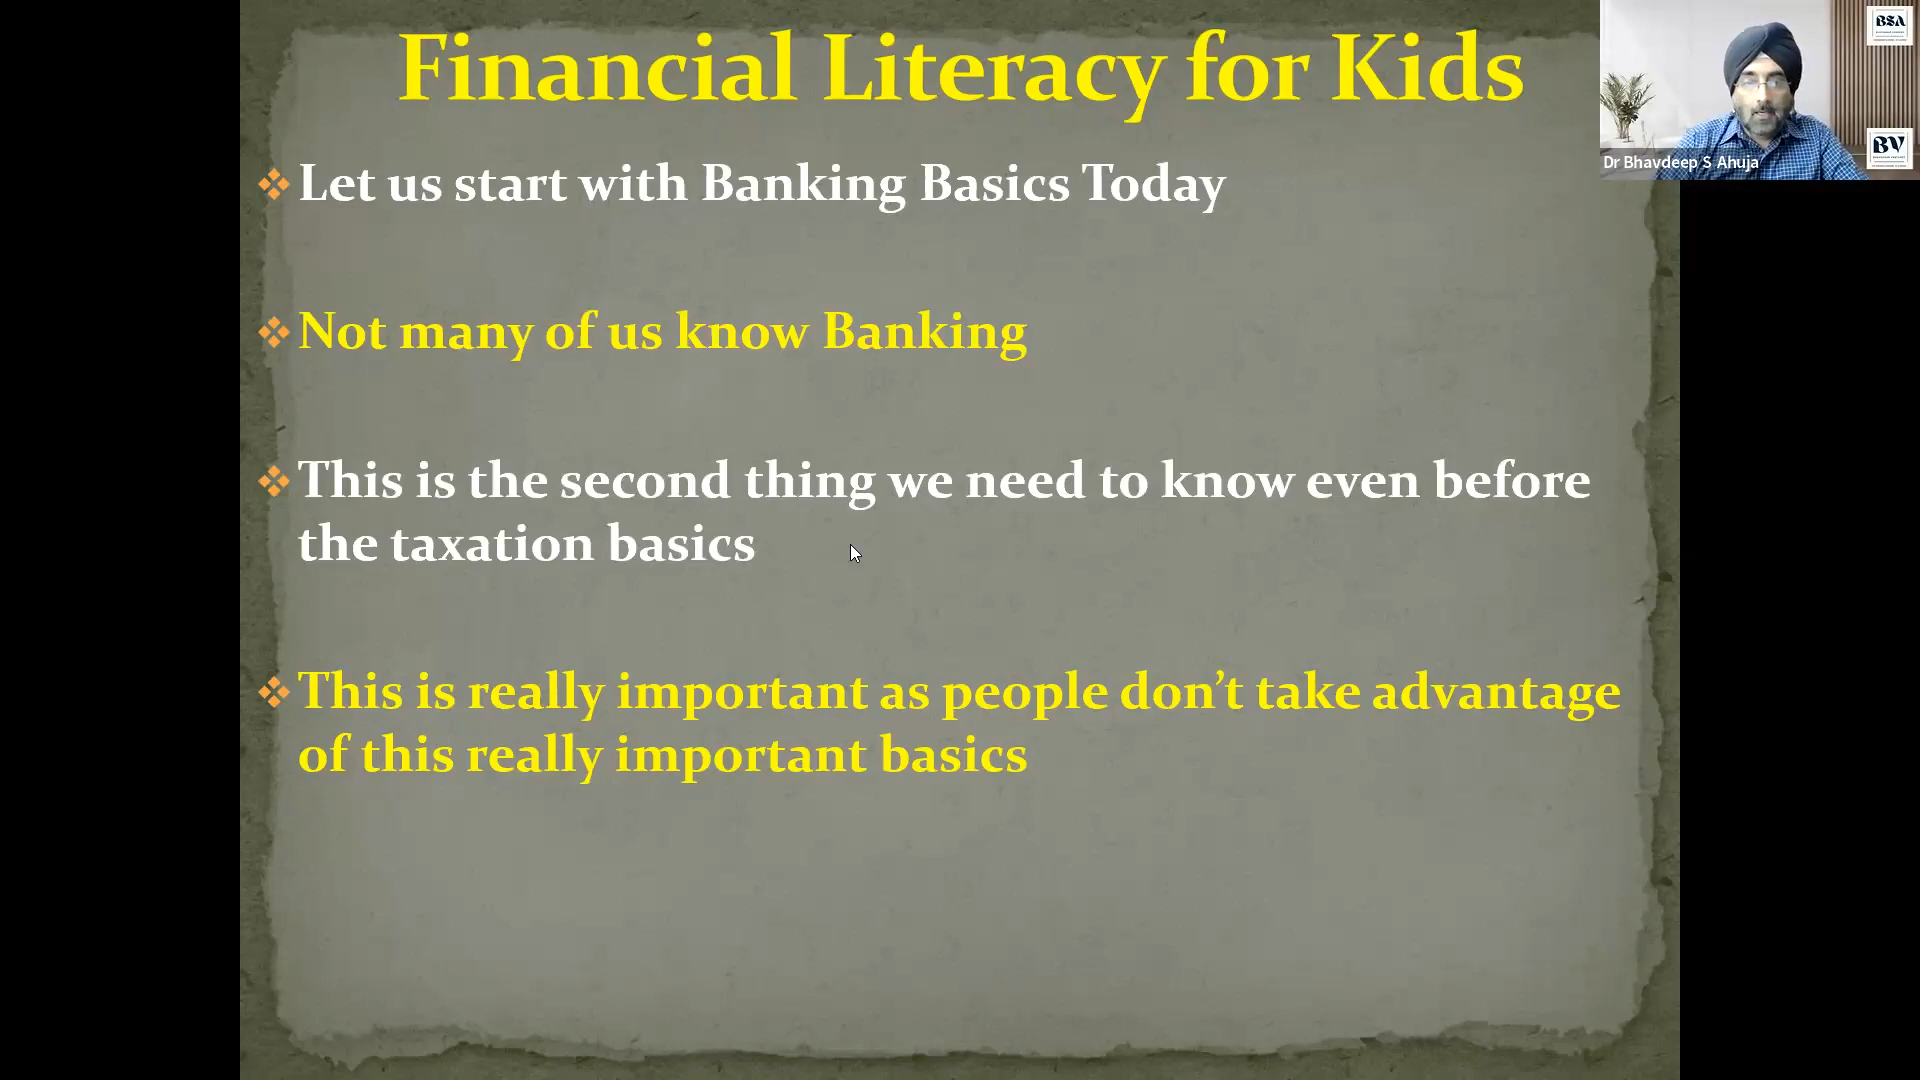 Financial Literacy for Kids
Let us start with Banking Basics Today
Not many of us know Banking
This is the second thing we need to know even before
the taxation basics
This is really important as people don’t take advantage
of this really important basics
Dr Bhavdeep S Ahuja
BSA
BV